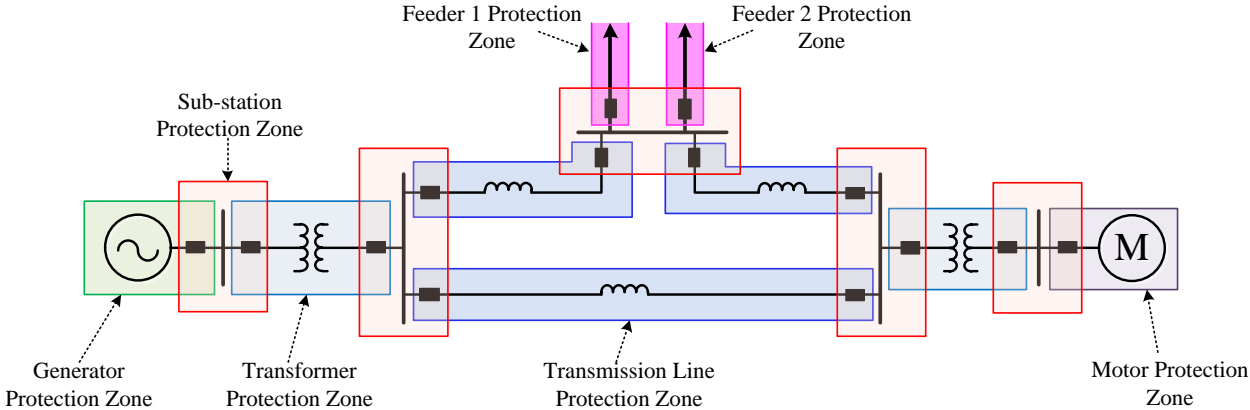 Feeder 1 Protection
Zone
Feeder 2 Protection
Zone
Sub-station
Protection Zone
M
Generator
Protection Zone
Transformer
Protection Zone
Transmission Line
Protection Zone
Motor Protection
Zone